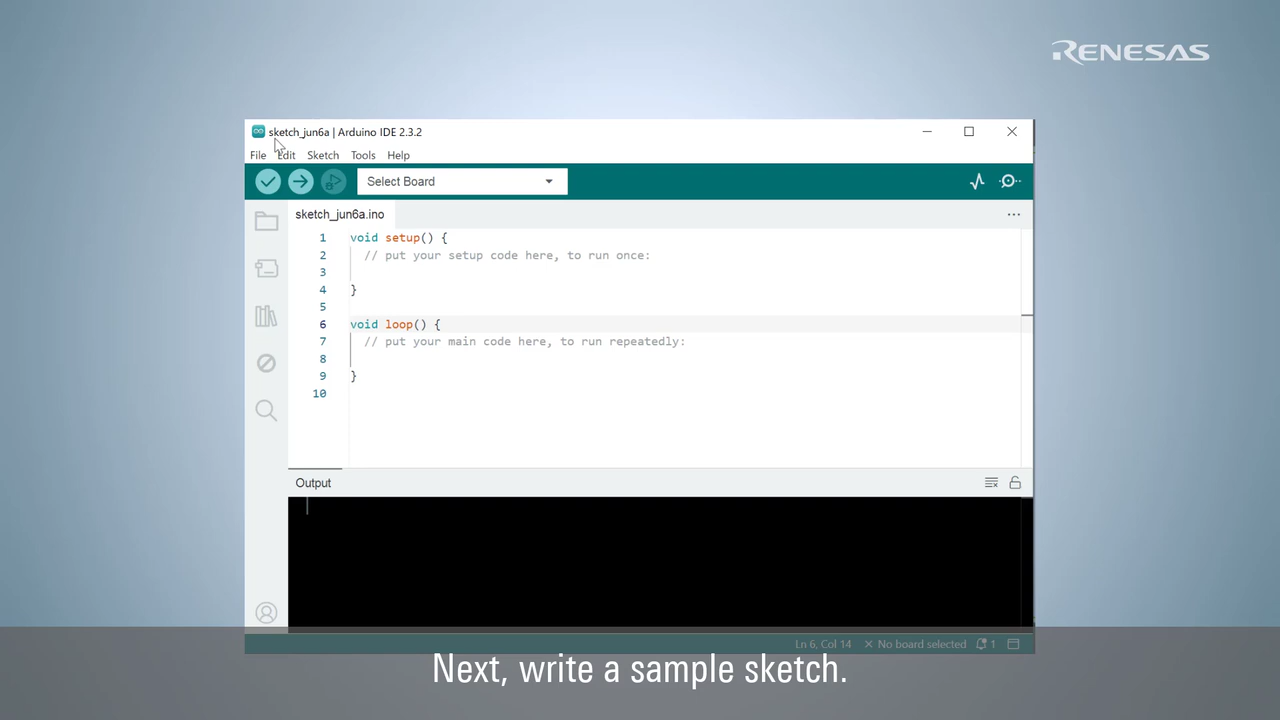 RENESAS
sketch_jun6a | Arduino IDE 2.3.2
File Edit Sketch Tools Help
Select Board
sketch_jun6a.ino
1 void setup() {
2 // put your setup code here, to run once:
3
4 }
5
6 void loop() {
7 // put your main code here, to run repeatedly:
8
9 }
10
Output
Ln 6, Col 14 × No board selected 1
Next, write a sample sketch.